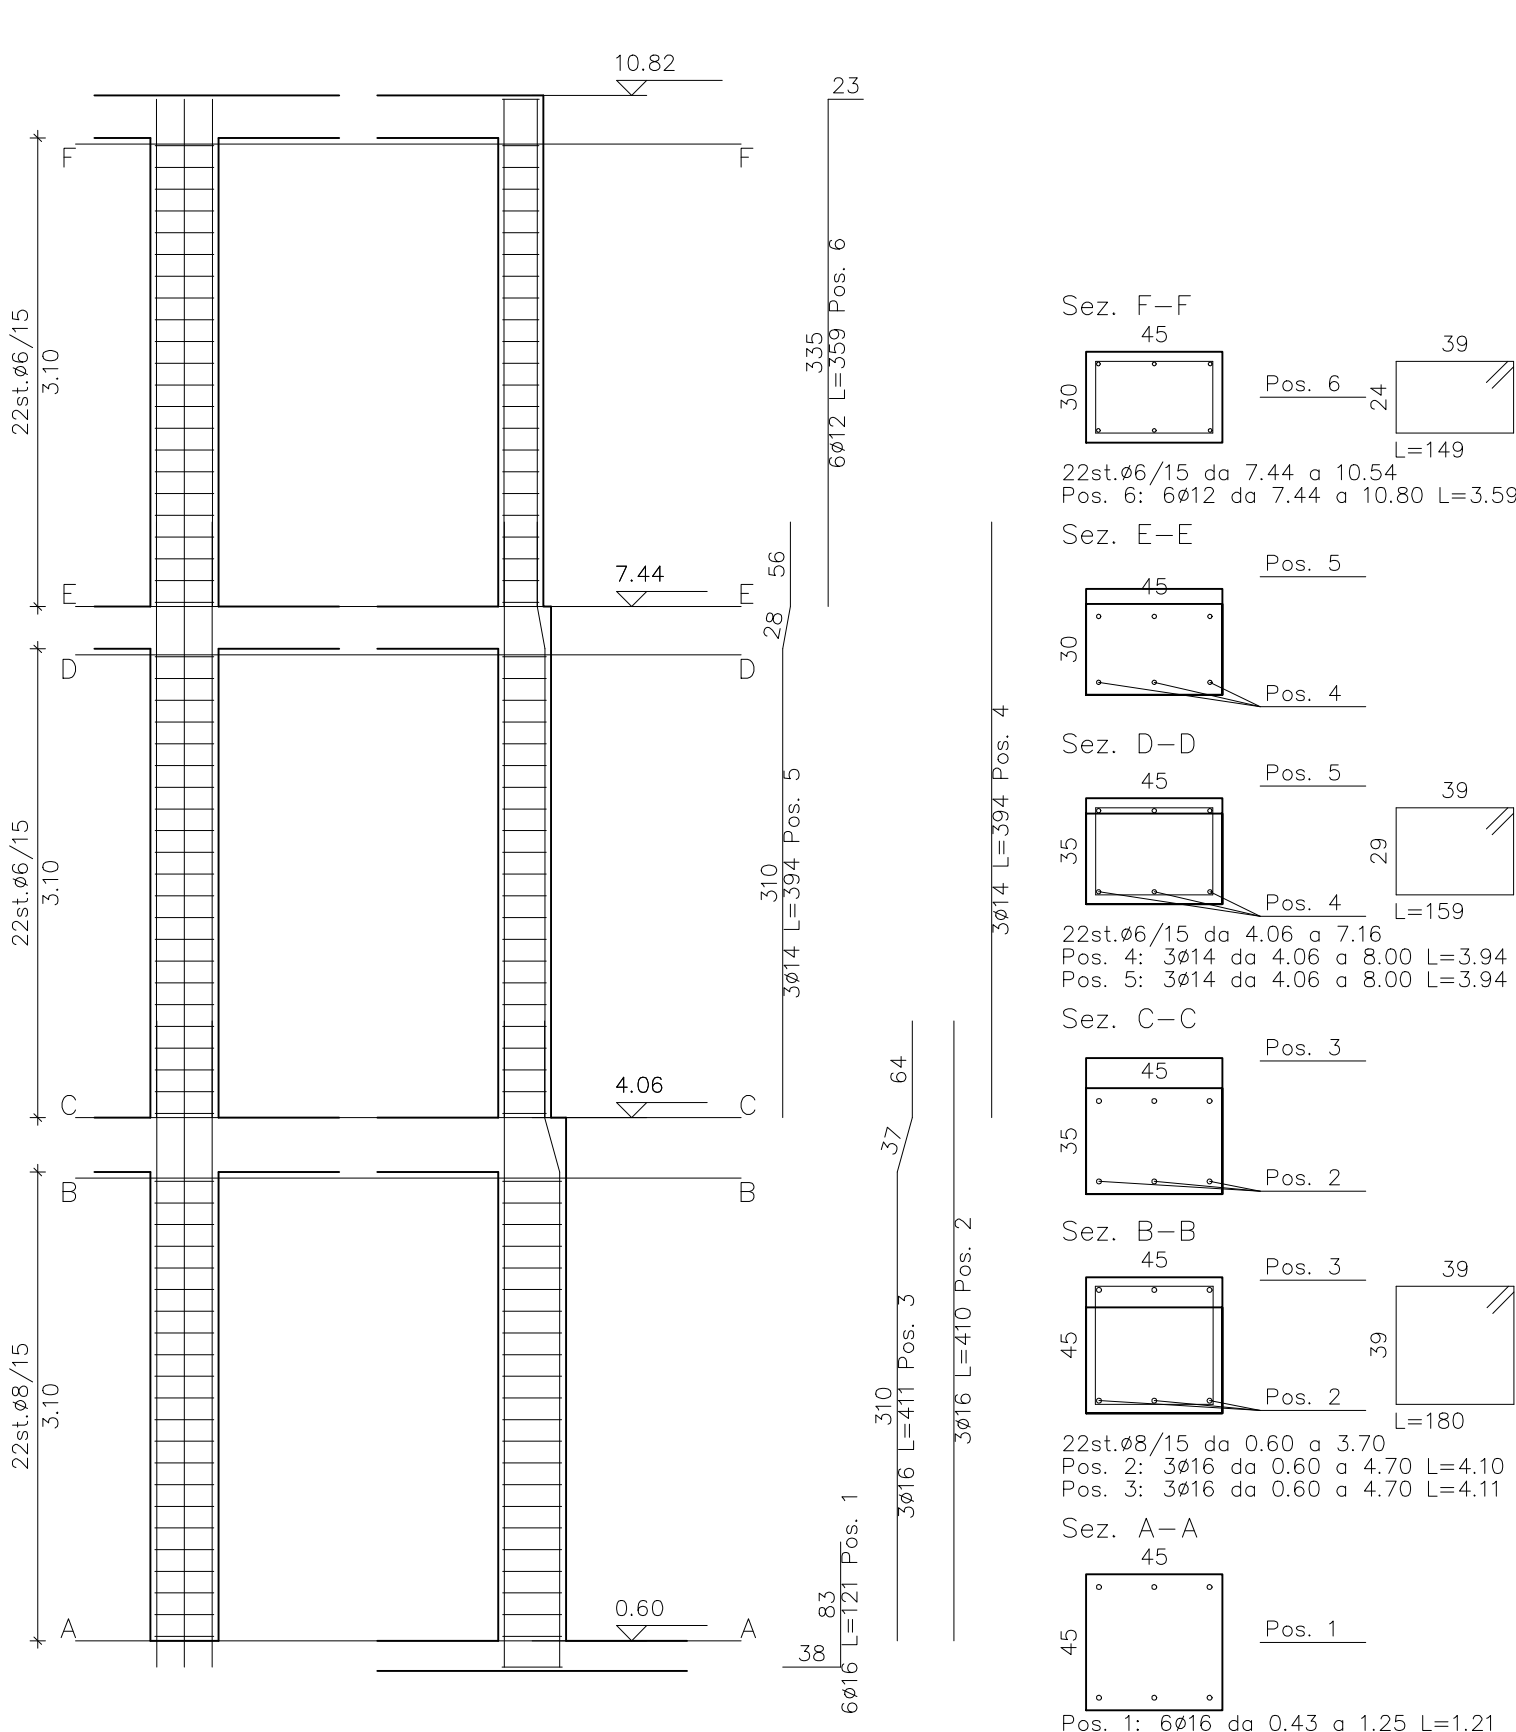 10.82
F
F
22st.ø6/15
3.10
7.44
E
E
D
D
22st.ø6/15
3.10
4.06
C
C
B
B
22st.ø8/15
3.10
0.60
A
A
23
335
6ø12 L=359 Pos. 6
56
28
310
3ø14 L=394 Pos. 5
3ø14 L=394 Pos. 4
64
37
310
3ø16 L=411 Pos. 3
3ø16 L=410 Pos. 2
83
38
6ø16 L=121 Pos. 1
Sez. F-F
45
30
Pos. 6
39
24
L=149
22st.ø6/15 da 7.44 a 10.54
Pos. 6: 6ø12 da 7.44 a 10.80 L=3.59
Sez. E-E
Pos. 5
45
30
Pos. 4
Sez. D-D
45
Pos. 5
35
Pos. 4
39
29
L=159
22st.ø6/15 da 4.06 a 7.16
Pos. 4: 3ø14 da 4.06 a 8.00 L=3.94
Pos. 5: 3ø14 da 4.06 a 8.00 L=3.94
Sez. C-C
Pos. 3
45
35
Pos. 2
Sez. B-B
45
Pos. 3
45
Pos. 2
39
39
L=180
22st.ø8/15 da 0.60 a 3.70
Pos. 2: 3ø16 da 0.60 a 4.70 L=4.10
Pos. 3: 3ø16 da 0.60 a 4.70 L=4.11
Sez. A-A
45
45
Pos. 1
Pos. 1: 6ø16 da 0.43 a 1.25 L=1.21